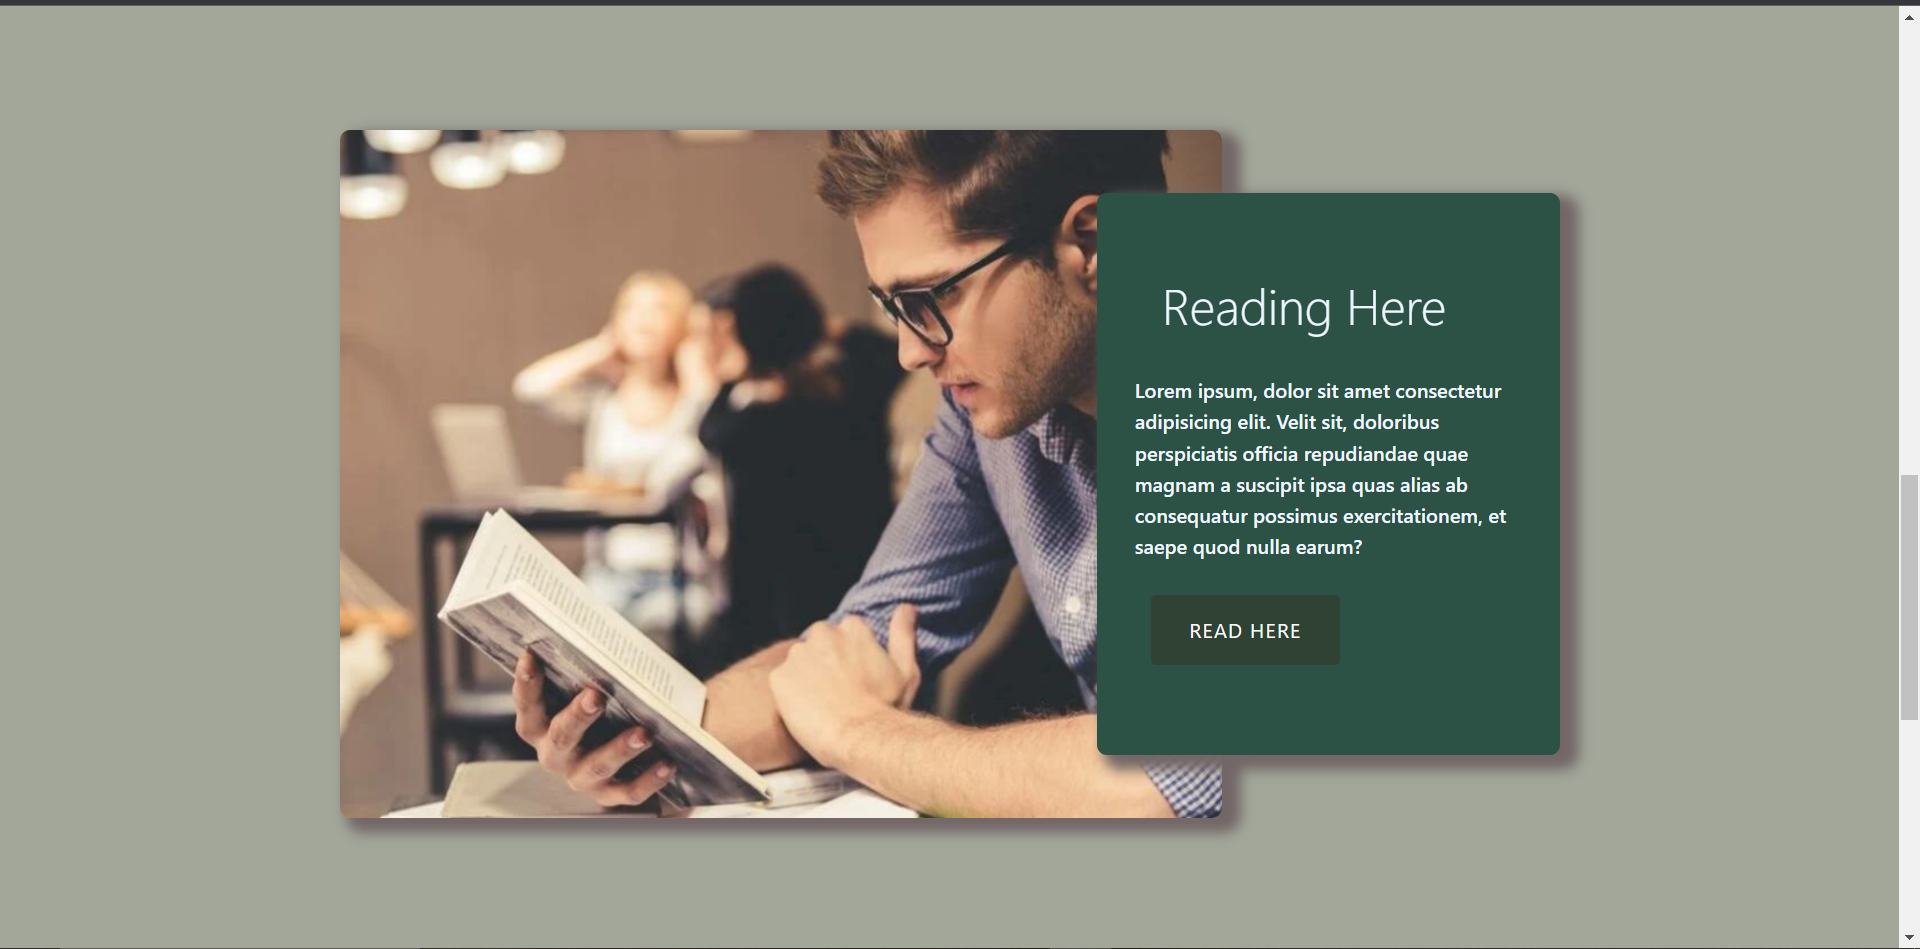 Reading Here
Lorem ipsum, dolor sit amet consectetur
adipisicing elit. Velit sit, doloribus
perspiciatis officia repudiandae quae
magnam a suscipit ipsa quas alias ab
consequatur possimus exercitationem, et
saepe quod nulla earum?
READ HERE